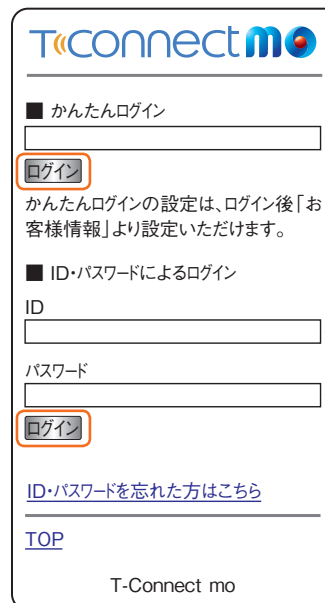 T-connect mo
■ かんたんログイン
ログイン
かんたんログインの設定は、ログイン後「お
客様情報」より設定いただけます。
■ ID・パスワードによるログイン
ID
パスワード
ログイン
ID・パスワードを忘れた方はこちら
TOP
T-Connect mo